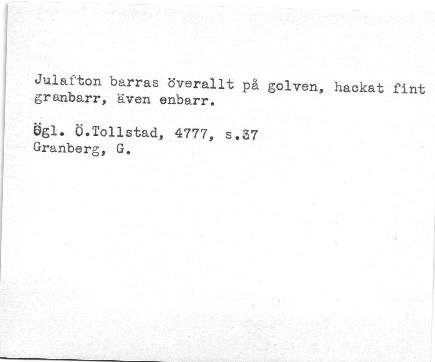 Julafton barras överallt på golven, hackat fint
granbarr, även enbarr.
Ögl. Ö.Tollstad, 4777, s.37
Granberg, G.